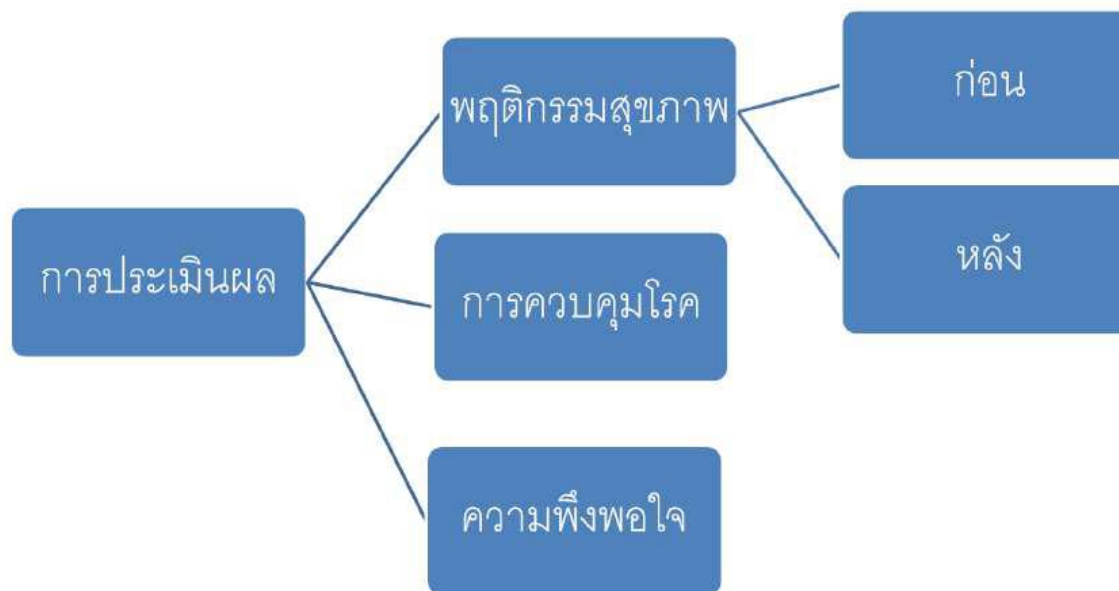 การประเมินผล
พฤติกรรมสุขภาพ
ก่อน
หลัง
การควบคุมโรค
ความพึงพอใจ